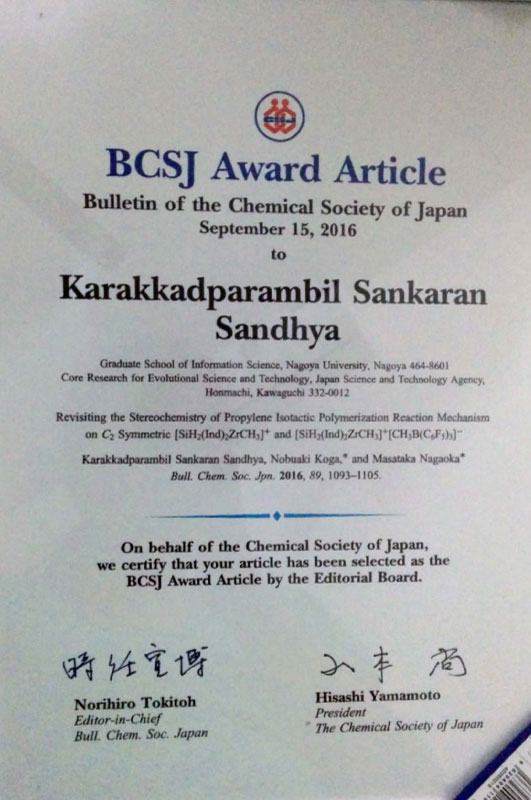 BCSJ Award Article
Bulletin of the Chemical Society of Japan
September 15, 2016
to
Karakkadparambil Sankaran
Sandhya
Graduate School of Information Science, Nagoya University, Nagoya 464-8601
Core Research for Evolutional Science and Technology, Japan Science and Technology Agency,
Honmachi, Kawaguchi 332-0012
Revisiting the Stereochemistry of Propylene Isotactic Polymerization Reaction Mechanism
on C₂ Symmetric [SiH₂(Ind)₂ZrCH₃]⁺ and [SiH₂(Ind)₂ZrCH₃]⁺[CH₃B(C₆F₅)₃]⁻
Karakkadparambil Sankaran Sandhya, Nobuaki Koga,* and Masataka Nagaoka*
Bull. Chem. Soc. Jpn. 2016, 89, 1093–1105.
On behalf of the Chemical Society of Japan,
we certify that your article has been selected as the
BCSJ Award Article by the Editorial Board.
時任宣博
Norihiro Tokitoh
Editor-in-Chief
Bull. Chem. Soc. Japan
尚
Hisashi Yamamoto
President
The Chemical Society of Japan